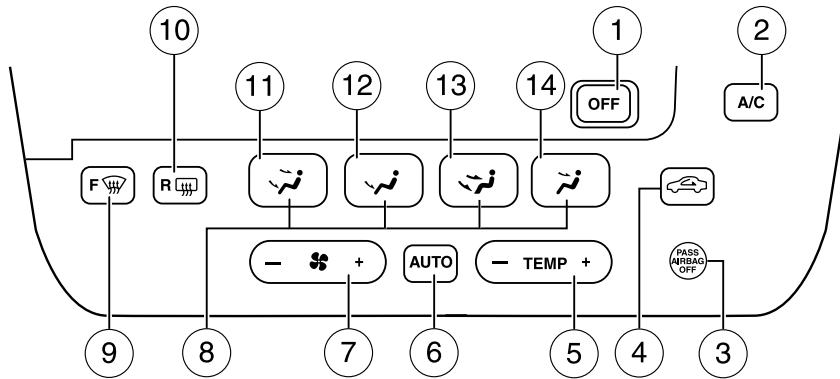 10
1
2
11
12
13
14
OFF
A/C
F
R
− +
AUTO
− TEMP +
PASS
AIRBAG
OFF
9
8
7
6
5
4
3